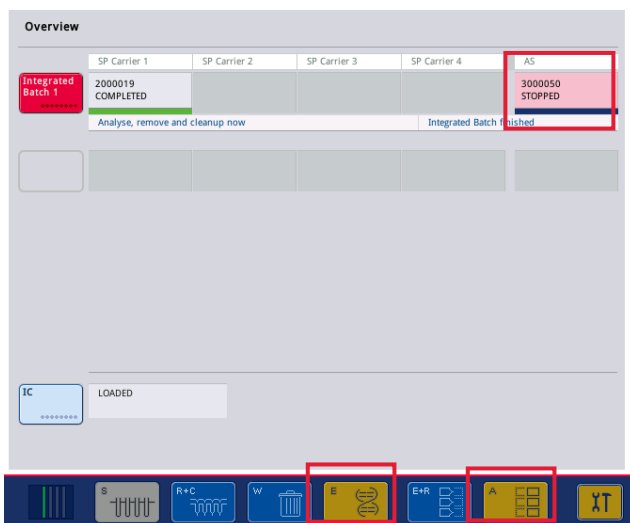 Overview
SP Carrier 1 SP Carrier 2 SP Carrier 3 SP Carrier 4 AS
Integrated
Batch 1
2000019
COMPLETED
3000050
STOPPED
Analyse, remove and cleanup now Integrated Batch finished
IC
LOADED
S R+C W E E+R A